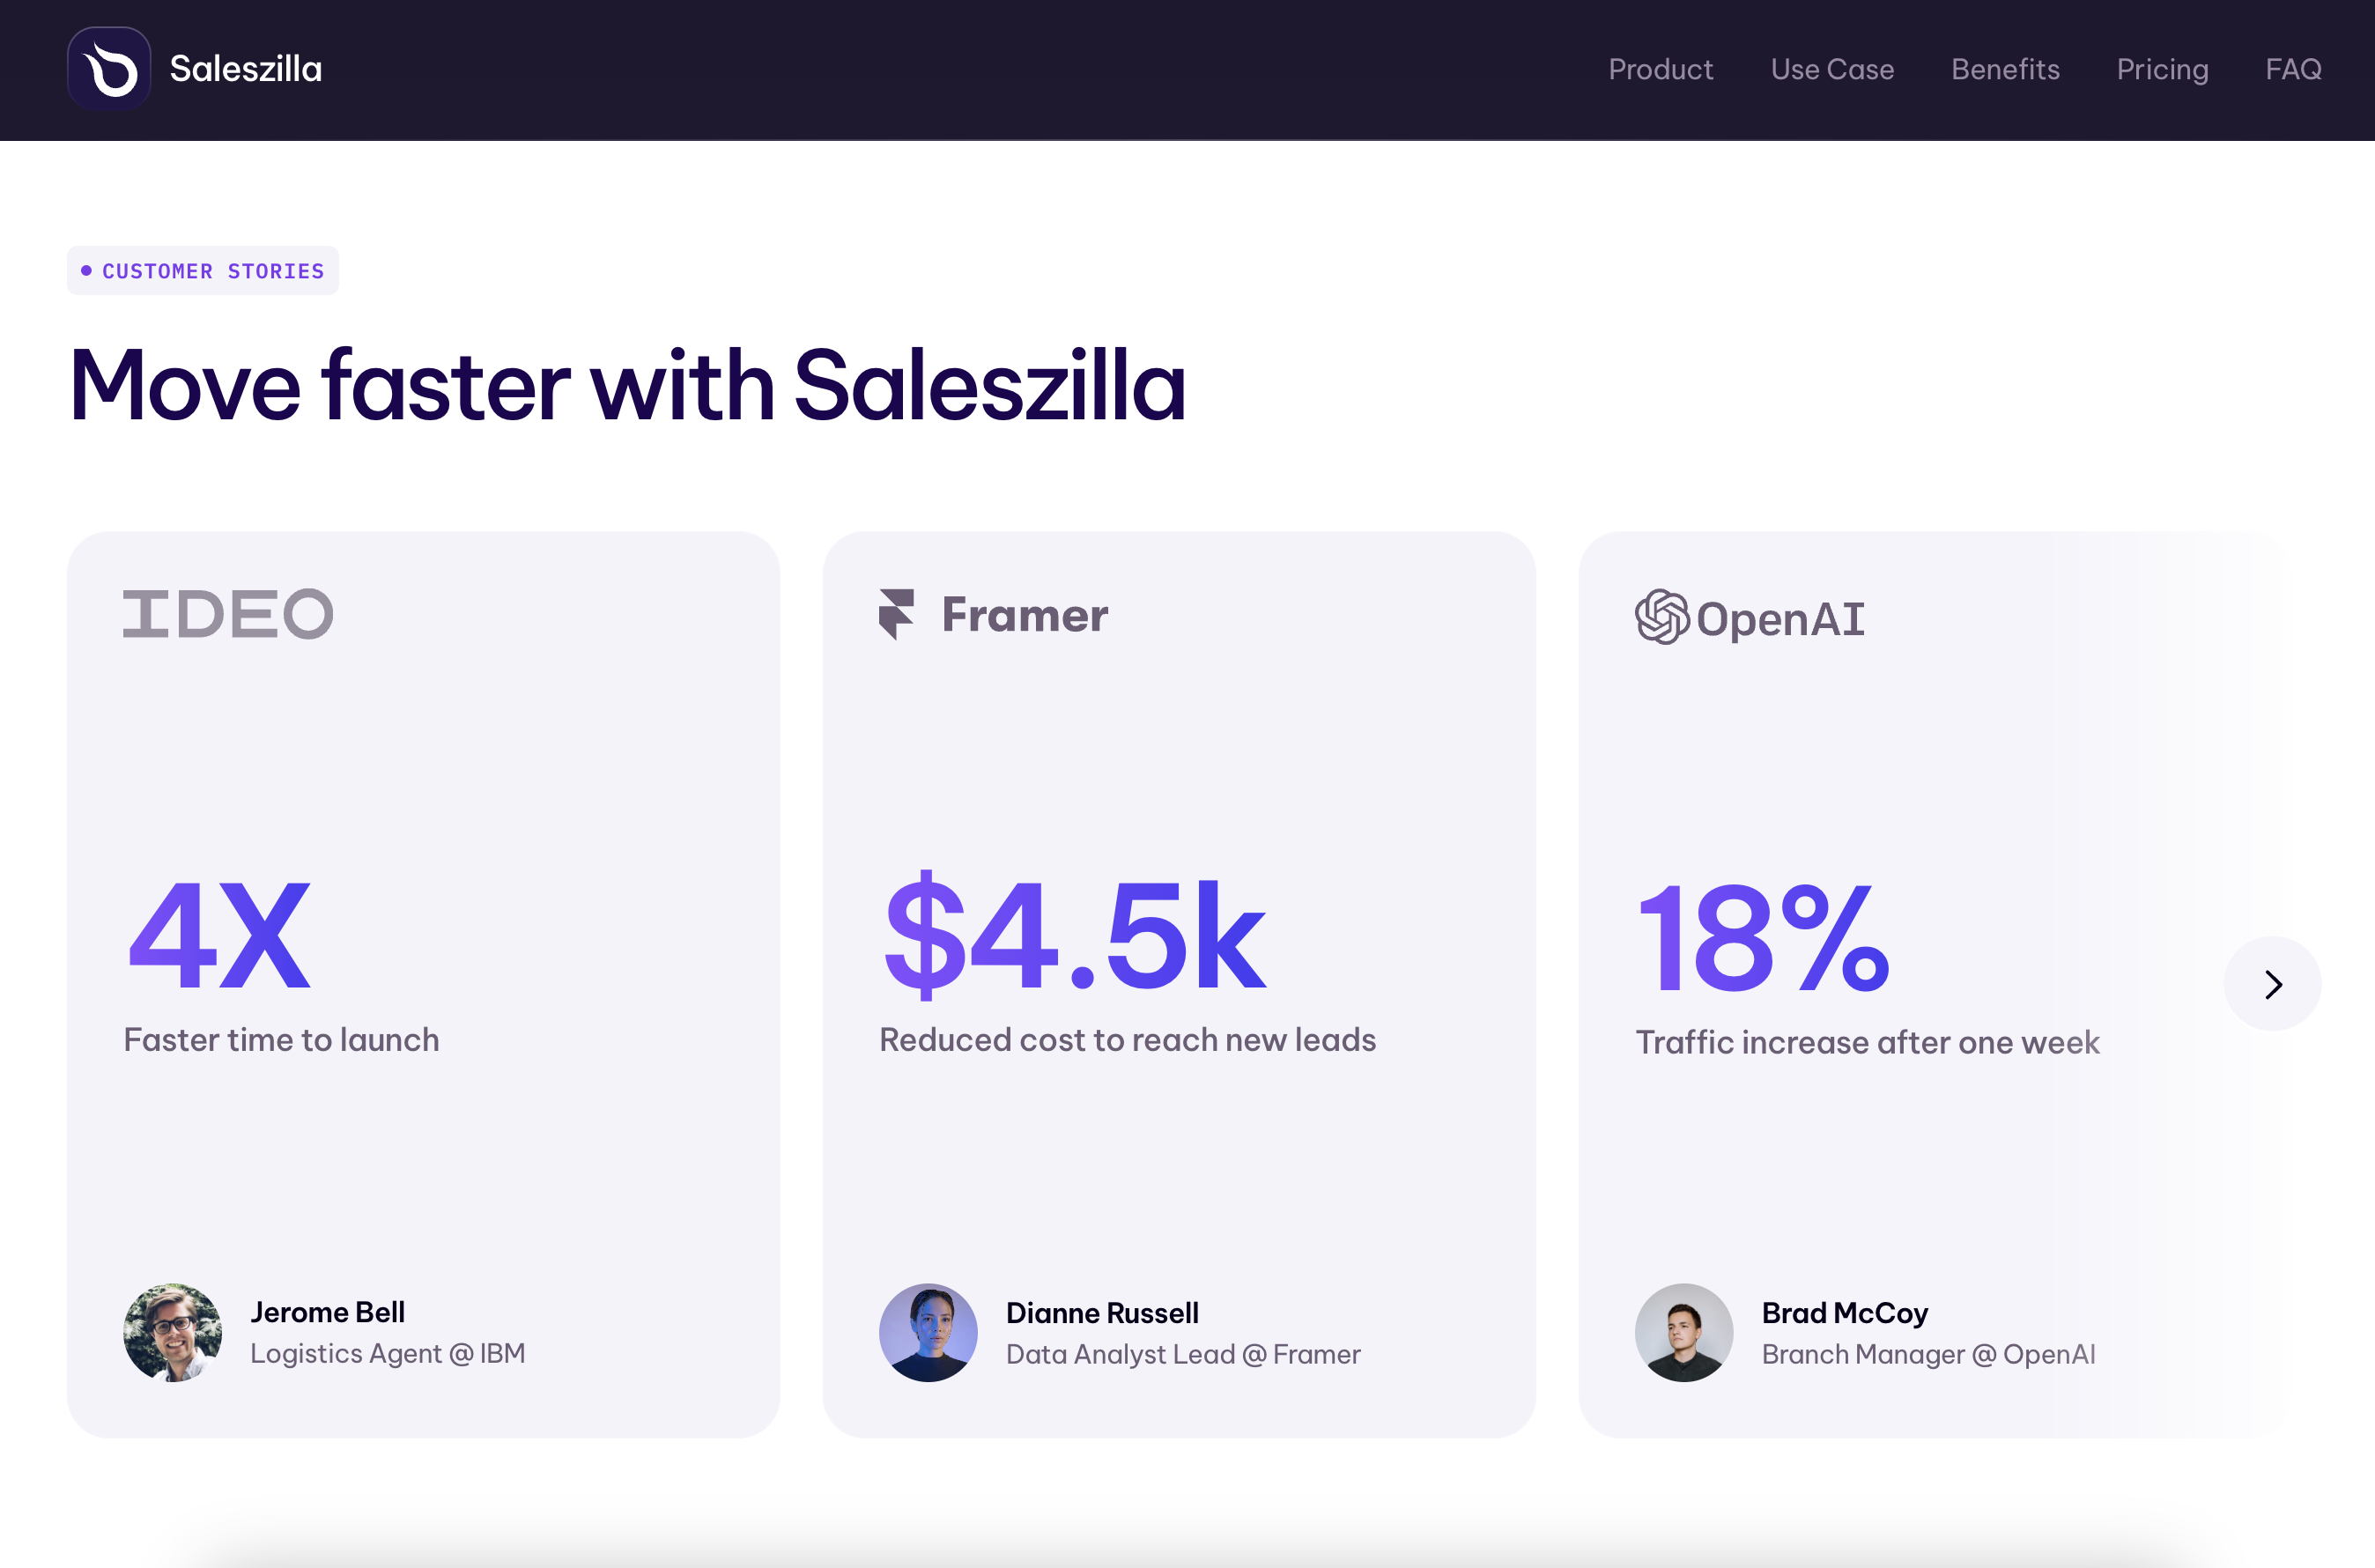 Saleszilla
Product
Use Case
Benefits
Pricing
FAQ
CUSTOMER STORIES
Move faster with Saleszilla
IDEO
4X
Faster time to launch
Jerome Bell
Logistics Agent @ IBM
Framer
$4.5k
Reduced cost to reach new leads
Dianne Russell
Data Analyst Lead @ Framer
OpenAI
18%
Traffic increase after one week
Brad McCoy
Branch Manager @ OpenAI